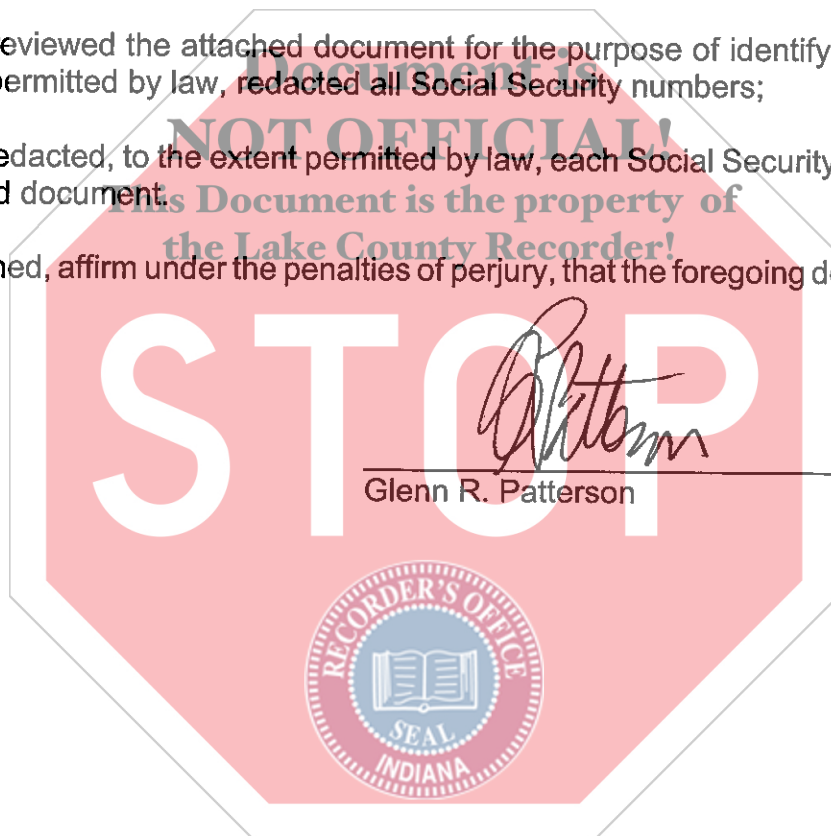 eviewed the attached document for the purpose of identify
Document is
ermitted by law, redacted all Social Security numbers;
NOT OFFICIAL!
edacted, to the extent permitted by law, each Social Security
d document.
This Document is the property of
the Lake County Recorder!
ned, affirm under the penalties of perjury, that the foregoing d
STOP
Glenn R. Patterson
RECORDER'S OFFICE
SEAL
INDIANA